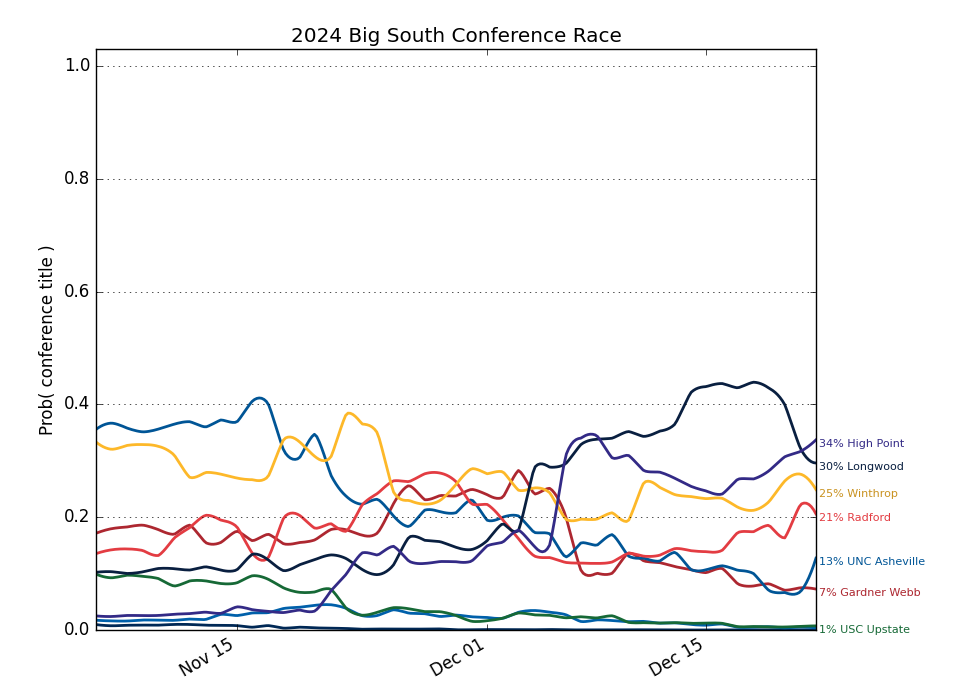 2024 Big South Conference Race
Prob( conference title )
1.0
0.8
0.6
0.4
0.2
0.0
Nov 15
Dec 01
Dec 15
34% High Point
30% Longwood
25% Winthrop
21% Radford
13% UNC Asheville
7% Gardner Webb
1% USC Upstate